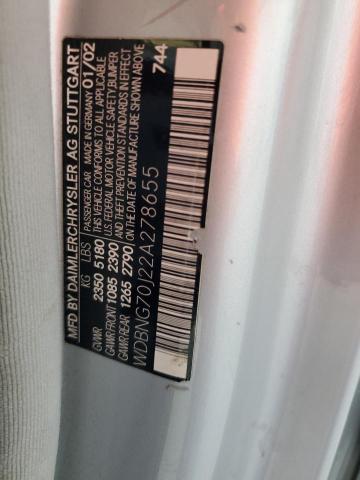 MFD BY DAIMLERCHRYSLER AG STUTTGART
PASSENGER CAR MADE IN GERMANY 01/02
KG LBS THIS VEHICLE CONFORMS TO ALL APPLICABLE
GVWR 2350 5180 U.S. FEDERAL MOTOR VEHICLE SAFETY, BUMPER
GAWR FRONT 1085 2390 AND THEFT PREVENTION STANDARDS IN EFFECT
GAWR REAR 1265 2790 ON THE DATE OF MANUFACTURE SHOWN ABOVE
WDBNG70J22A278655 744